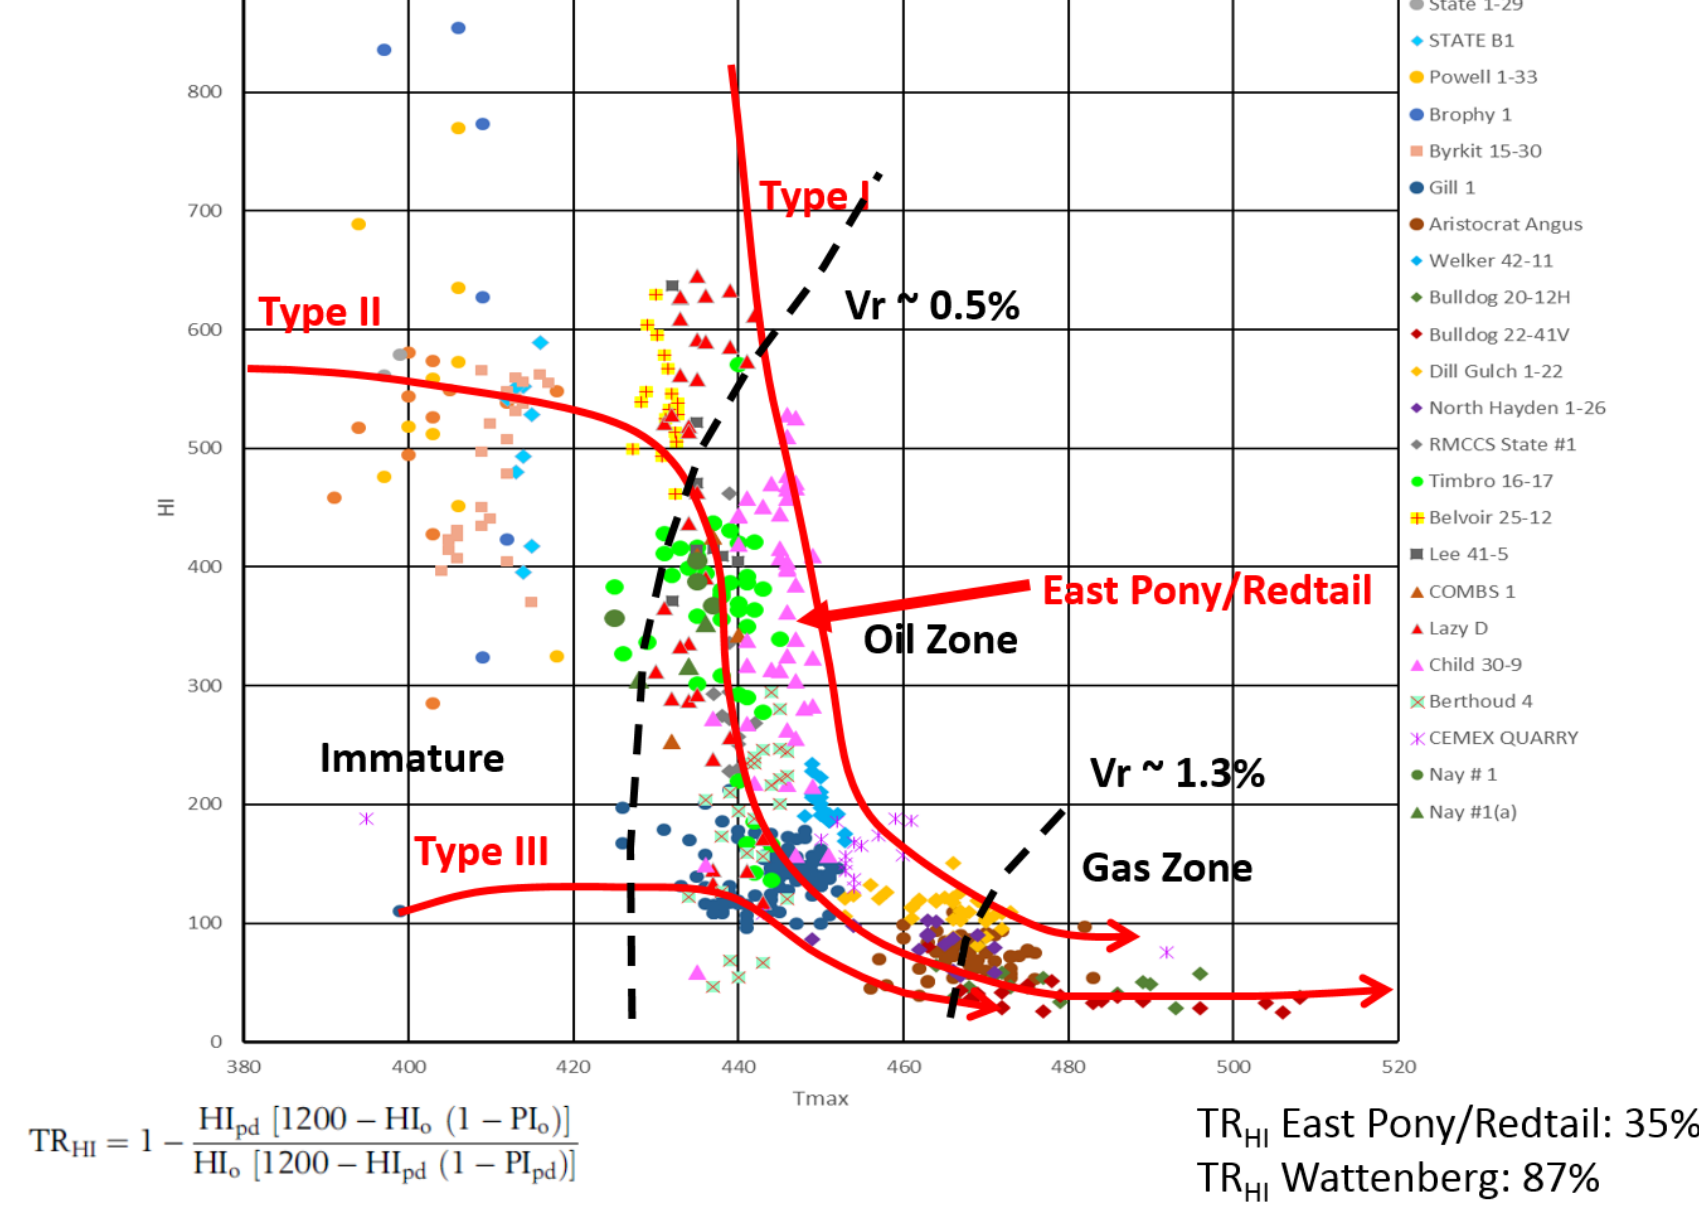 State 1-29
STATE B1
800
Powell 1-33
Brophy 1
Byrkit 15-30
Type I
Gill 1
700
Aristocrat Angus
Welker 42-11
Type II
Vr ~ 0.5%
Bulldog 20-12H
600
Bulldog 22-41V
Dill Gulch 1-22
North Hayden 1-26
500
RMCCS State #1
Timbro 16-17
HI
Belvoir 25-12
400
Lee 41-5
East Pony/Redtail
COMBS 1
Oil Zone
Lazy D
Child 30-9
300
Berthoud 4
Immature
CEMEX QUARRY
Vr ~ 1.3%
Nay # 1
200
Nay #1(a)
Type III
Gas Zone
100
0
380 400 420 440 460 480 500 520
Tmax
TR_HI = 1 − HI_pd [1200 − HI_o (1 − PI_o)]
HI_o [1200 − HI_pd (1 − PI_pd)]
TR_HI East Pony/Redtail: 35%
TR_HI Wattenberg: 87%